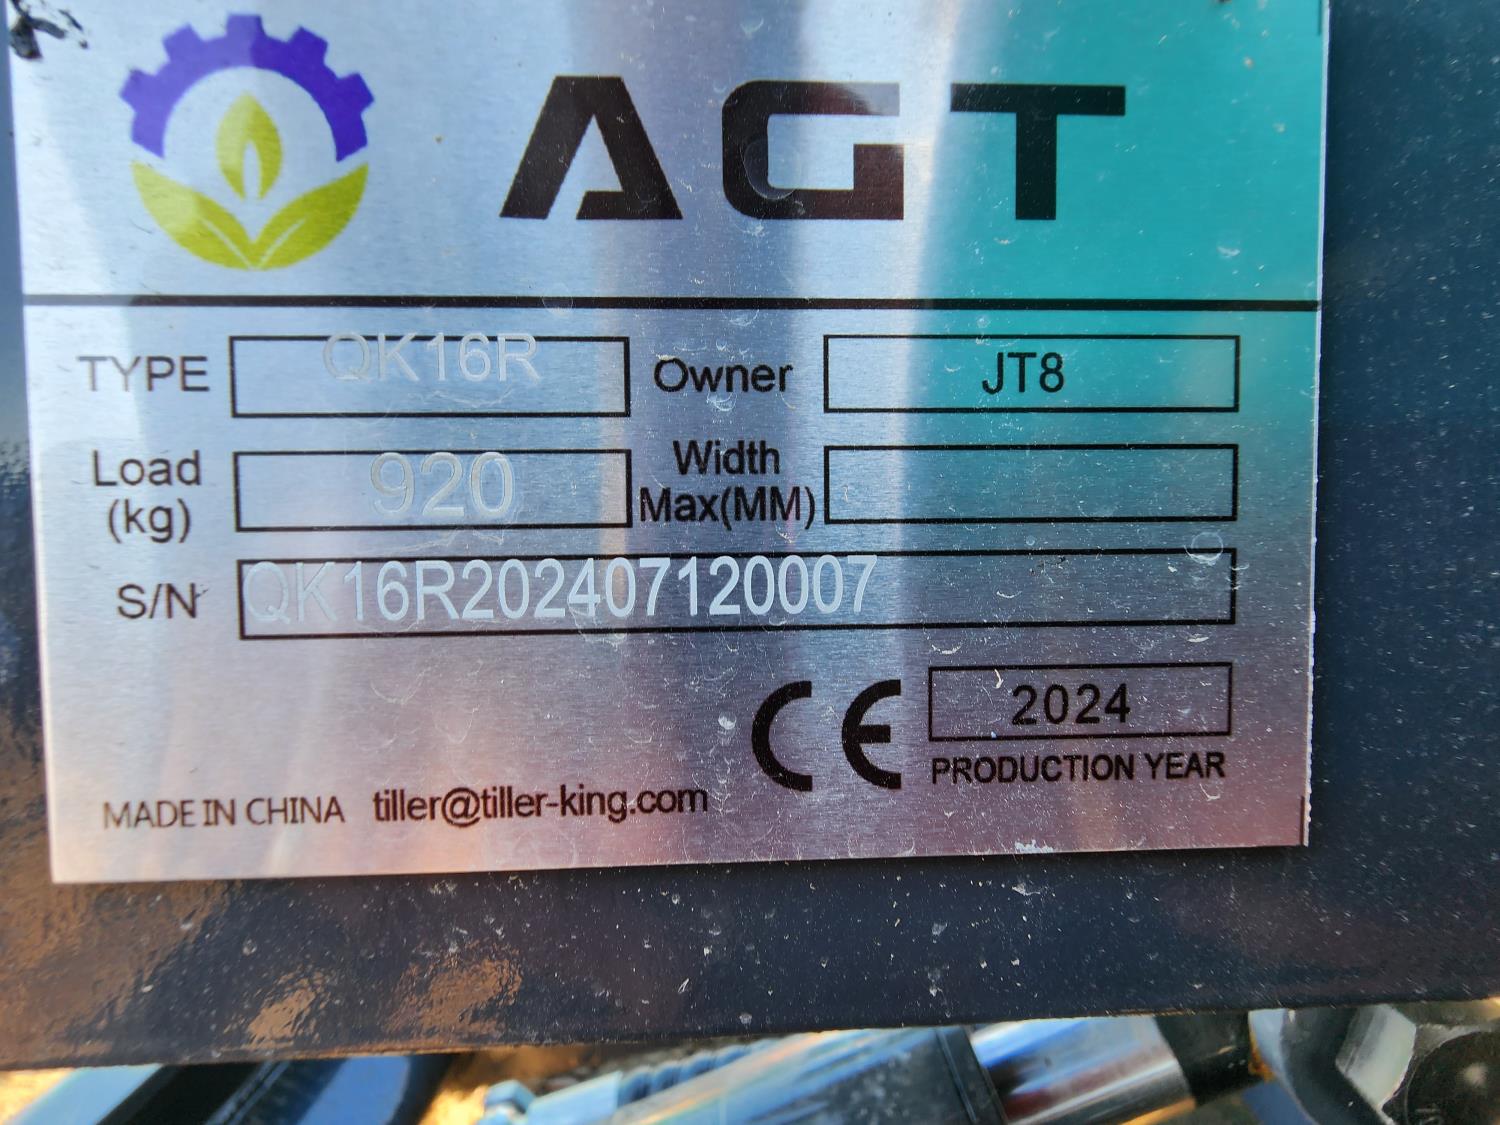 AGT
TYPE QK16R Owner JT8
Load (kg) 920 Width Max(MM)
S/N QK16R202407120007
CE 2024
PRODUCTION YEAR
MADE IN CHINA tiller@tiller-king.com